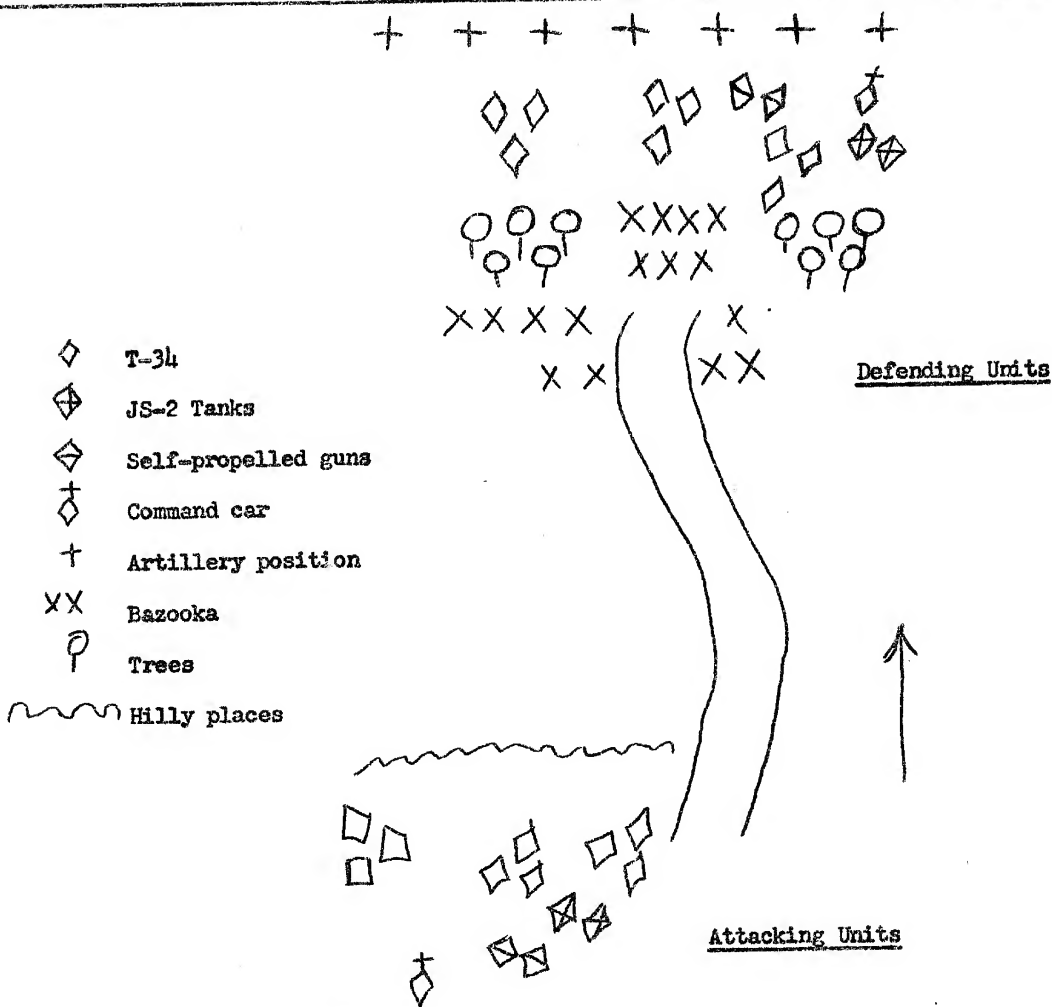 T-34
JS-2 Tanks
Self-propelled guns
Command car
Artillery position
Bazooka
Trees
Hilly places
Defending Units
Attacking Units